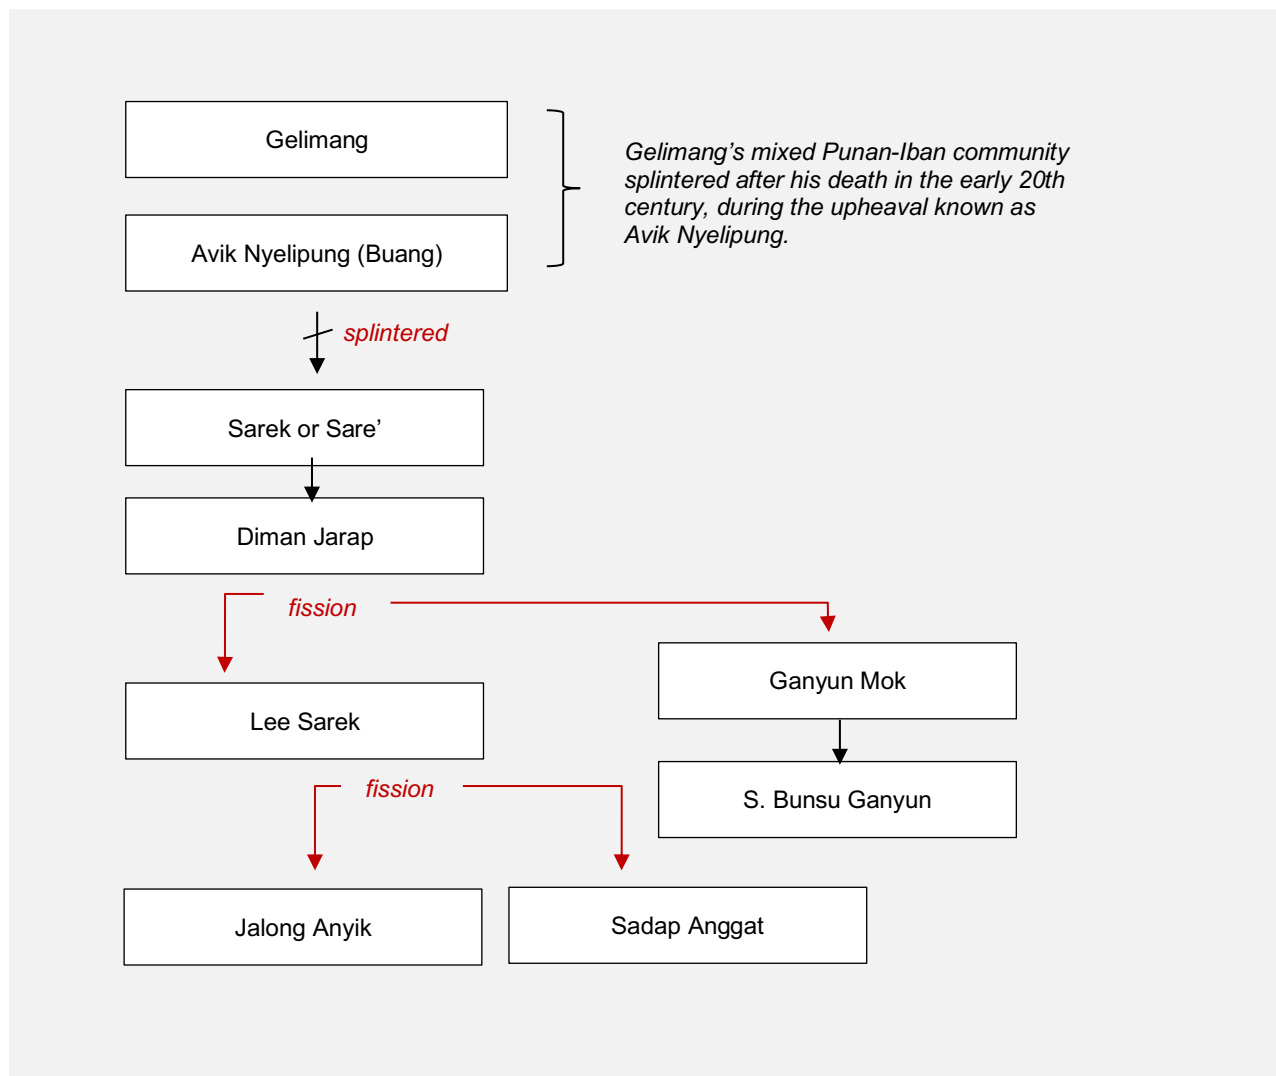 Gelimang
Gelimang’s mixed Punan-Iban community
splintered after his death in the early 20th
century, during the upheaval known as
Avik Nyelipung.
Avik Nyelipung (Buang)
splintered
Sarek or Sare’
Diman Jarap
fission
Ganyun Mok
Lee Sarek
S. Bunsu Ganyun
fission
Jalong Anyik
Sadap Anggat